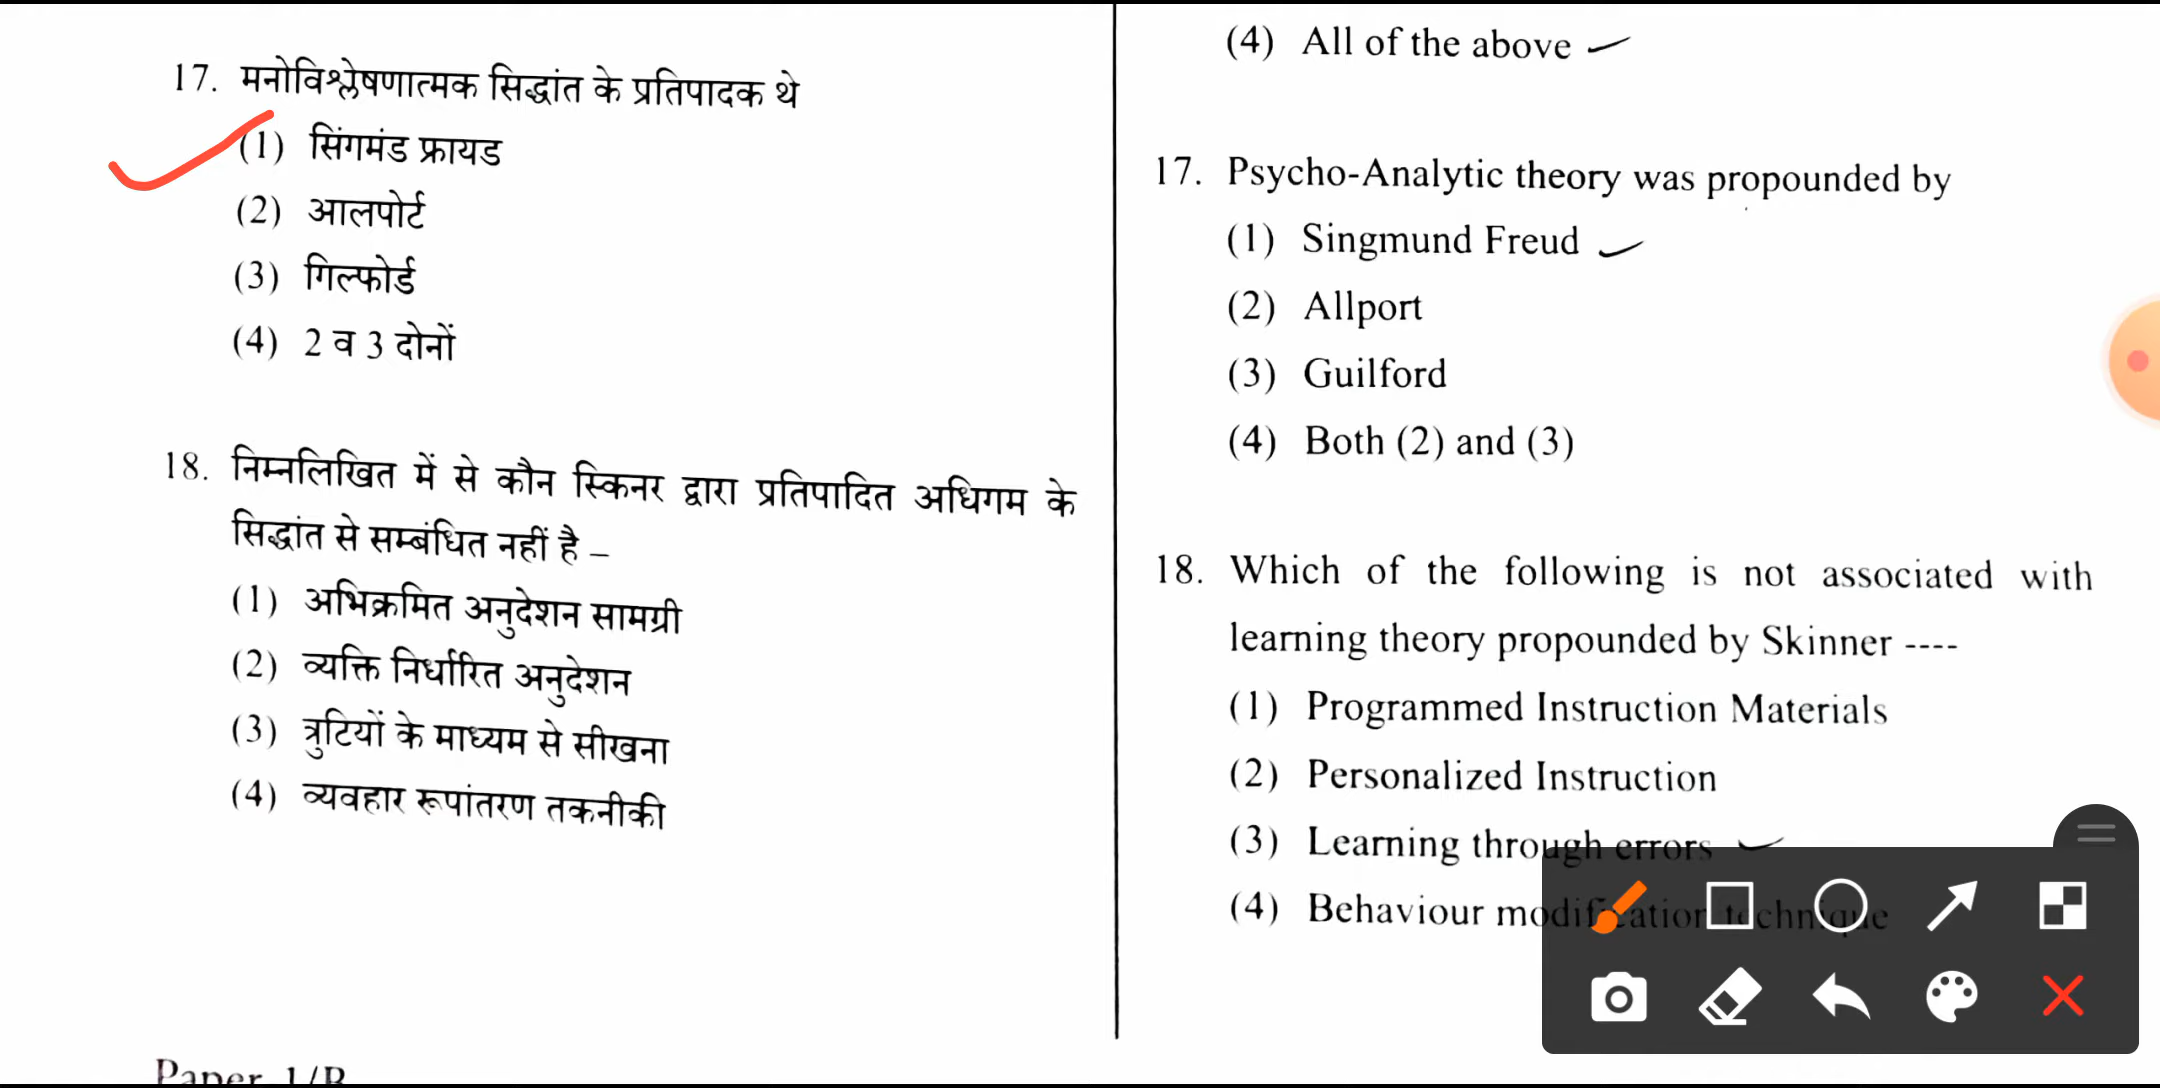 17. मनोविश्लेषणात्मक सिद्धांत के प्रतिपादक थे
(1) सिंगमंड फ्रायड
(2) आलपोर्ट
(3) गिल्फोर्ड
(4) 2 व 3 दोनों
18. निम्नलिखित में से कौन स्किनर द्वारा प्रतिपादित अधिगम के
सिद्धांत से सम्बंधित नहीं है –
(1) अभिक्रमित अनुदेशन सामग्री
(2) व्यक्ति निर्धारित अनुदेशन
(3) त्रुटियों के माध्यम से सीखना
(4) व्यवहार रूपांतरण तकनीकी
Paper 1/B
(4) All of the above
17. Psycho-Analytic theory was propounded by
(1) Singmund Freud
(2) Allport
(3) Guilford
(4) Both (2) and (3)
18. Which of the following is not associated with
learning theory propounded by Skinner ----
(1) Programmed Instruction Materials
(2) Personalized Instruction
(3) Learning through errors
(4) Behaviour modification technique